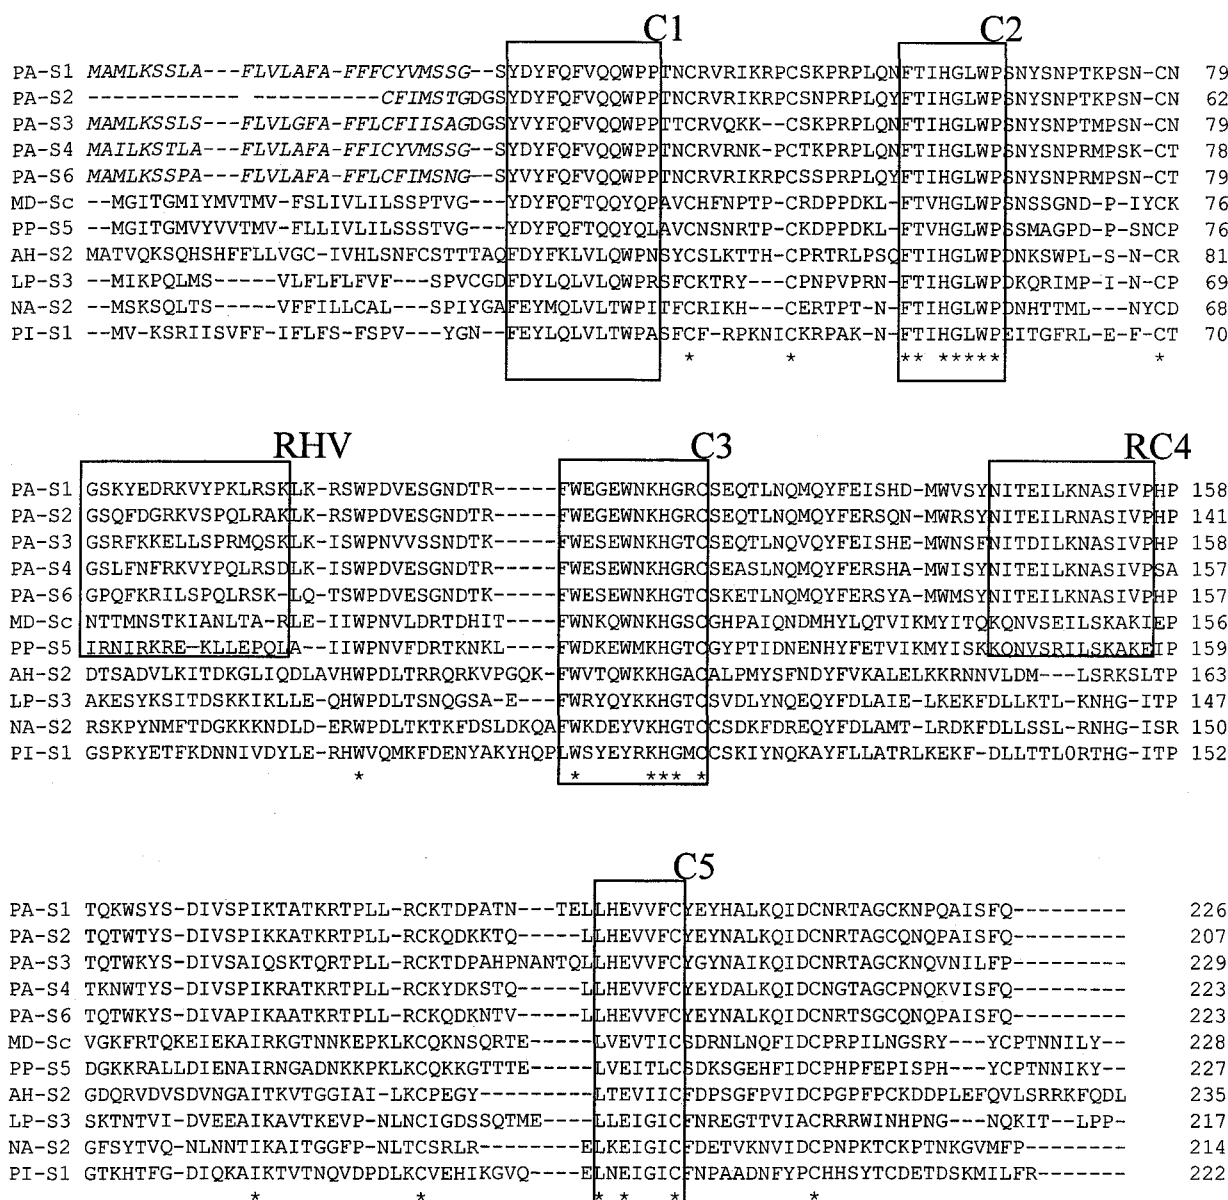 C1 C2
PA-S1 MAMLKSSLA---FLVLAFA-FFFCYVMSSG--SYDYFQFVQQWPPTNCRVRIKRPCSKPRPLQNFTIHGLWPSNYSNPTKPSN-CN 79
PA-S2 ----------- ----------CFIMSTGDGSYDYFQFVQQWPPTNCRVRIKRPCSNPRPLQYFTIHGLWPSNYSNPTKPSN-CN 62
PA-S3 MAMLKSSLS---FLVLGFA-FFLCFIISAGDGSYVYFQFVQQWPPTTCRVQKK--CSKPRPLQNFTIHGLWPSNYSNPTMPSN-CN 79
PA-S4 MAILKSTLA---FLVLAFA-FFICYVMSSG--SYDYFQFVQQWPPTNCRVRNK-PCTKPRPLQNFTIHGLWPSNYSNPRMPSK-CT 78
PA-S6 MAMLKSSPA---FLVLAFA-FFLCFIMSNG--SYVYFQFVQQWPPTNCRVRIKRPCSSPRPLQYFTIHGLWPSNYSNPRMPSN-CT 79
MD-Sc --MGITGMIYMVTMV-FSLIVLILSSPTVG---YDYFQFTQQYQPAVCHFNPTP-CRDPPDKL-FTVHGLWPSNSSGND-P-IYCK 76
PP-S5 --MGITGMVYVVTMV-FLLIVLILSSSTVG---YDYFQFTQQYQLAVCNSNRTP-CKDPPDKL-FTVHGLWPSSMAGPD-P-SNCP 76
AH-S2 MATVQKSQHSHFFLLVGC-IVHLSNFCSTTTAQFDYFKLVLQWPNSYCSLKTTH-CPRTRLPSQFTIHGLWPDNKSWPL-S-N-CR 81
LP-S3 --MIKPQLMS-----VLFLFLFVF---SPVCGDFDYLQLVLQWPRSFCKTRY---CPNPVPRN-FTIHGLWPDKQRIMP-I-N-CP 69
NA-S2 --MSKSQLTS-----VFFILLCAL---SPIYGAFEYMQLVLTWPITFCRIKH---CERTPT-N-FTIHGLWPDNHTTML---NYCD 68
PI-S1 --MV-KSRIISVFF-IFLFS-FSPV---YGN--FEYLQLVLTWPASFCF-RPKNICKRPAK-N-FTIHGLWPEITGFRL-E-F-CT 70
* * ** ***** *
RHV C3 RC4
PA-S1 GSKYEDRKVYPKLRSKLK-RSWPDVESGNDTR-----FWEGEWNKHGRCSEQTLNQMQYFEISHD-MWVSYNITEILKNASIVPHP 158
PA-S2 GSQFDGRKVSPQLRAKLK-RSWPDVESGNDTR-----FWEGEWNKHGRCSEQTLNQMQYFERSQN-MWRSYNITEILRNASIVPHP 141
PA-S3 GSRFKKELLSPRMQSKLK-ISWPNVVSSNDTK-----FWESEWNKHGTCSEQTLNQVQYFEISHE-MWNSFNITDILKNASIVPHP 158
PA-S4 GSLFNFRKVYPQLRSDLK-ISWPDVESGNDTR-----FWESEWNKHGRCSEASLNQMQYFERSHA-MWISYNITEILKNASIVPSA 157
PA-S6 GPQFKRILSPQLRSK-LQ-TSWPDVESGNDTR-----FWESEWNKHGTCSKETLNQMQYFERSYA-MWMSYNITEILKNASIVPHP 157
MD-Sc NTTMNSTKIANLTA-RLE-IIWPNVLDRTDHIT----FWNKQWNKHGSCGHPAIQNDMHYLQTVIKMYITQKQNVSEILSKAKIEP 156
PP-S5 IRNIRKRE-KLLEPQLA-IIWPNVFDRTKNKL-----FWDKEWMKHGTCGYPTIDNENHYFETVIKMYISKKQNVSRILSKAKEIP 159
AH-S2 DTSADVLKITDKGLIQDLAVHWPDLTRRQRKVPGQK-FWVTQWKKHGACALPMYSFNDYFVKALELKKRNNVLDM---LSRKSLTP 163
LP-S3 AKESYKSITDSKKIKLLE-QHWPDLTSNQGSA-E---FWRYQYKKHGTCSVDLYNQEQYFDLAIE-LKEKFDLLKTL-KNHG-ITP 147
NA-S2 RSKPYNMFTDGKKKNDLD-ERWPDLTKTKFDSLDKQAFWKDEYVKHGTCCSDKFDREQYFDLAMT-LRDKFDLLSSL-RNHG-ISR 150
PI-S1 GSPKYETFKDNNIVDYLE-RHWVQMKFDENYAKYHQPLWSYEYRKHGMCCSKIYNQKAYFLLATRLKEKF-DLLTTLORTHG-ITP 152
* * *** *
C5
PA-S1 TQKWSYS-DIVSPIKTATKRTPLL-RCKTDPATN---TELLHEVVFCYEYHALKQIDCNRTAGCKNPQAISFQ--------- 226
PA-S2 TQTWTYS-DIVSPIKKATKRTPLL-RCKQDKKTQ-----LLHEVVFCYEYNALKQIDCNRTAGCQNQPAISFQ--------- 207
PA-S3 TQTWKYS-DIVSAIQSKTQRTPLL-RCKTDPAHPNANTQLLHEVVFCYGYNAIKQIDCNRTAGCKNQVNILFP--------- 229
PA-S4 TKNWTYS-DIVSPIKRATKRTPLL-RCKYDKSTQ-----LLHEVVFCYEYDALKQIDCNGTAGCPNQKVISFQ--------- 223
PA-S6 TQTWKYS-DIVAPIKAATKRTPLL-RCKQDKNTV-----LLHEVVFCYEYNALKQIDCNRTSGCQNQPAISFQ--------- 223
MD-Sc VGKFRTQKEIEKAIRKGTNNKEPKLKCQKNSQRTE-----LVEVTICSDRNLNQFIDCPRPILNGSRY---YCPTNNILY-- 228
PP-S5 DGKKRALLDIENAIRNGADNKKPKLKCQKKGTTTE-----LVEITLCSDKSGEHFIDCPHPFEPISPH---YCPTNNIKY-- 227
AH-S2 GDQRVDVSDVNGAITKVTGGIAI-LKCPEGY--------LTEVIICFDPSGFPVIDCPGPFPCKDDPLEFQVLSRRKFQDL 235
LP-S3 SKTNTVI-DVEEAIKAVTKEVP-NLNCIGDSSQTME----LLEIGICFNREGTTVIACRRRWINHPNG---NQKIT--LPP- 217
NA-S2 GFSYTVQ-NLNNTIKAITGGFP-NLTCSRLR---------ELKEIGICFDETVKNVIDCPNPKTCKPTNKGVMFP------- 214
PI-S1 GTKHTFG-DIQKAIKTVTNQVDPDLKCVEHIKGVQ-----ELNEIGICFNPAADNFYPCHHSYTCDETDSKMILFR------ 222
* * * * * *